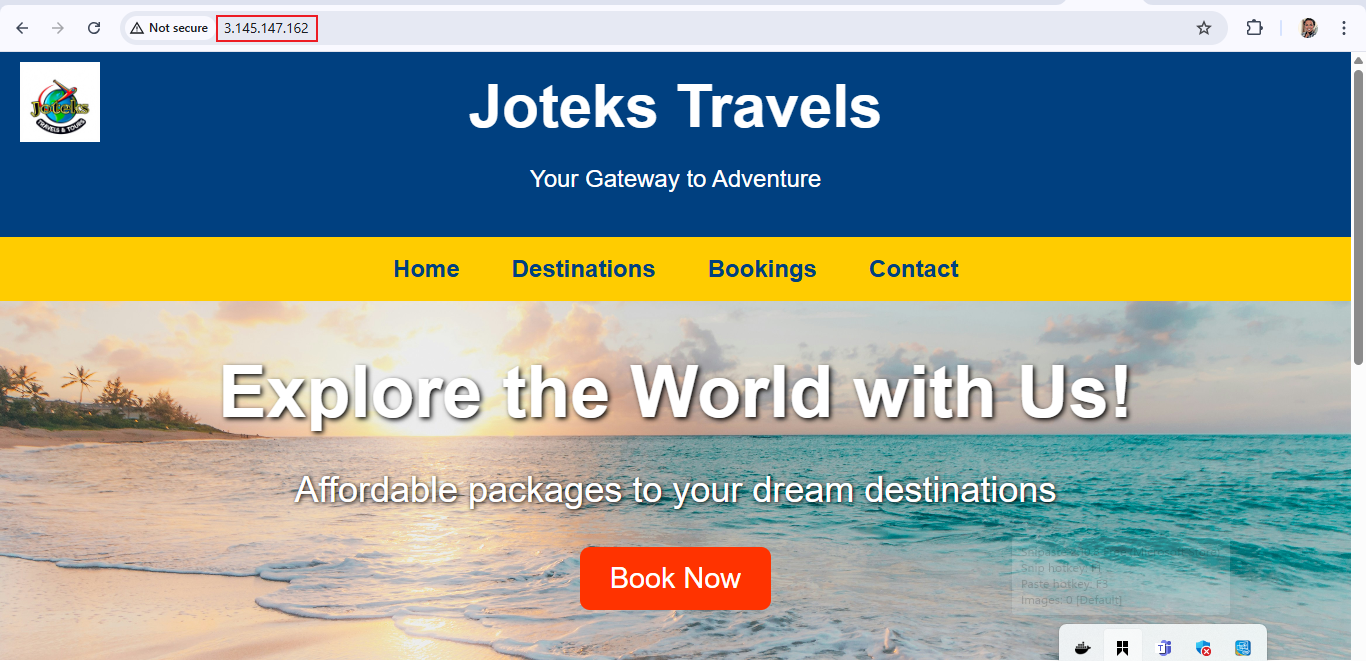 Not secure 3.145.147.162
Joteks
TRAVELS & TOURS
Joteks Travels
Your Gateway to Adventure
Home Destinations Bookings Contact
Explore the World with Us!
Affordable packages to your dream destinations
Book Now
Snip hotkey: F1
Paste hotkey: F3
Images: 0 [Default]